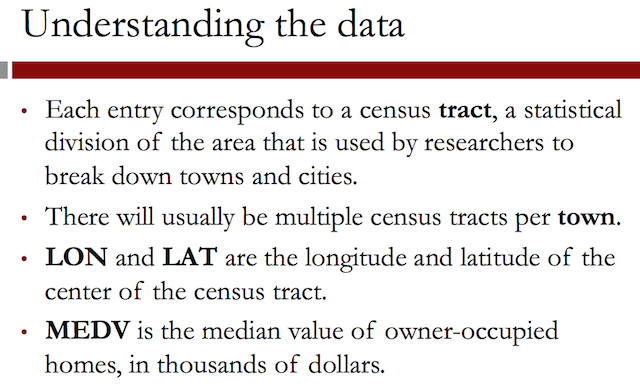 Understanding the data
• Each entry corresponds to a census tract, a statistical
division of the area that is used by researchers to
break down towns and cities.
• There will usually be multiple census tracts per town.
• LON and LAT are the longitude and latitude of the
center of the census tract.
• MEDV is the median value of owner-occupied
homes, in thousands of dollars.